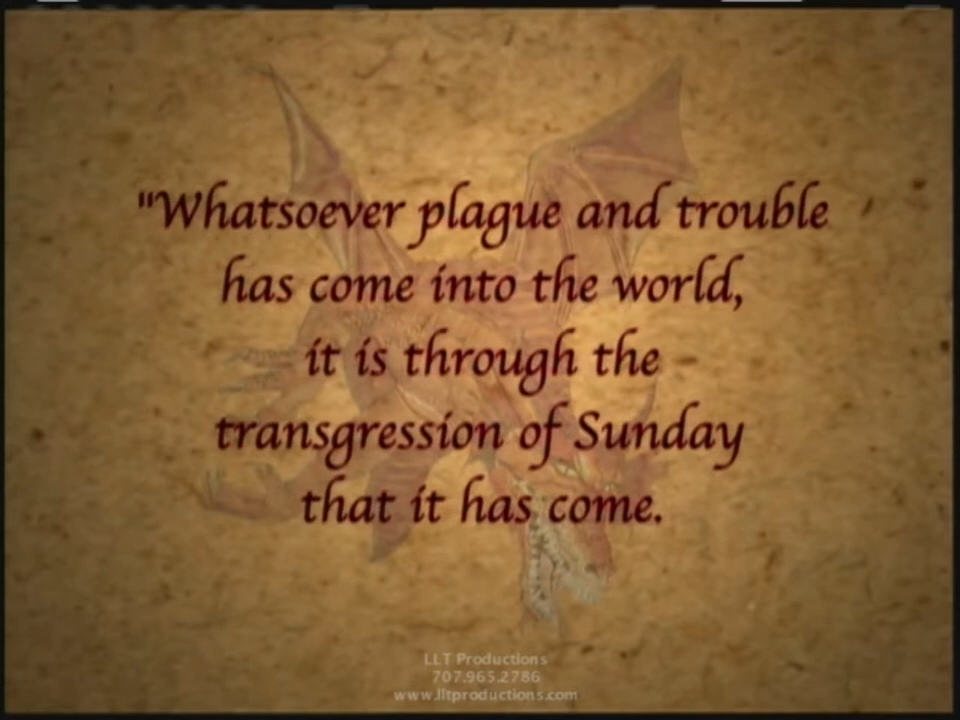 "Whatsoever plague and trouble
has come into the world,
it is through the
transgression of Sunday
that it has come.
LLT Productions
707.965.2786
www.lltproductions.com